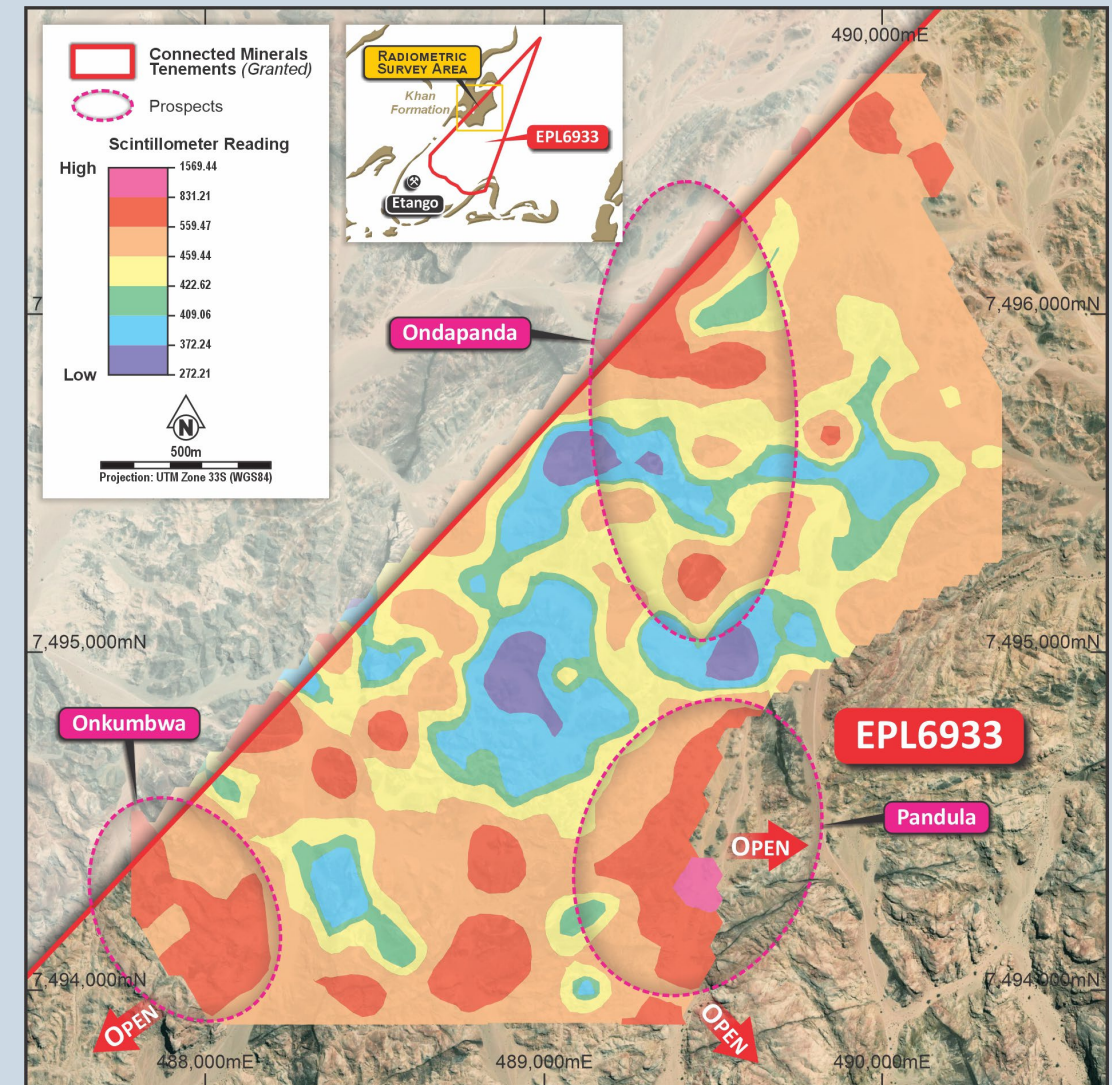 Connected Minerals
Tenements (Granted)
Prospects
Scintillometer Reading
High
1569.44
831.21
559.47
459.44
422.62
409.06
372.24
Low
272.21
N
500m
Projection: UTM Zone 33S (WGS84)
RADIOMETRIC
SURVEY AREA
Khan
Formation
EPL6933
Etango
490,000mE
7
7,496,000mN
Ondapanda
7,495,000mN
7,495,000mN
Onkumbwa
EPL6933
Pandula
OPEN
7,494,000mN
7,494,000mN
OPEN
OPEN
488,000mE
489,000mE
490,000mE